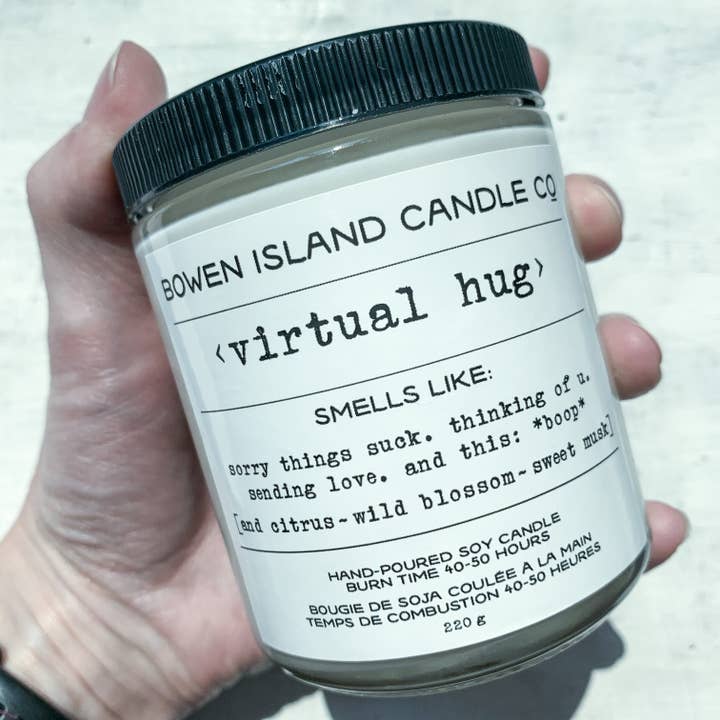 BOWEN ISLAND CANDLE CO
‹virtual hug›
SMELLS LIKE:
sorry things suck. thinking of u.
sending love. and this: *boop*
[and citrus~wild blossom~sweet musk]
HAND-POURED SOY CANDLE
BURN TIME 40-50 HOURS
BOUGIE DE SOJA COULÉE A LA MAIN
TEMPS DE COMBUSTION 40-50 HEURES
220 g